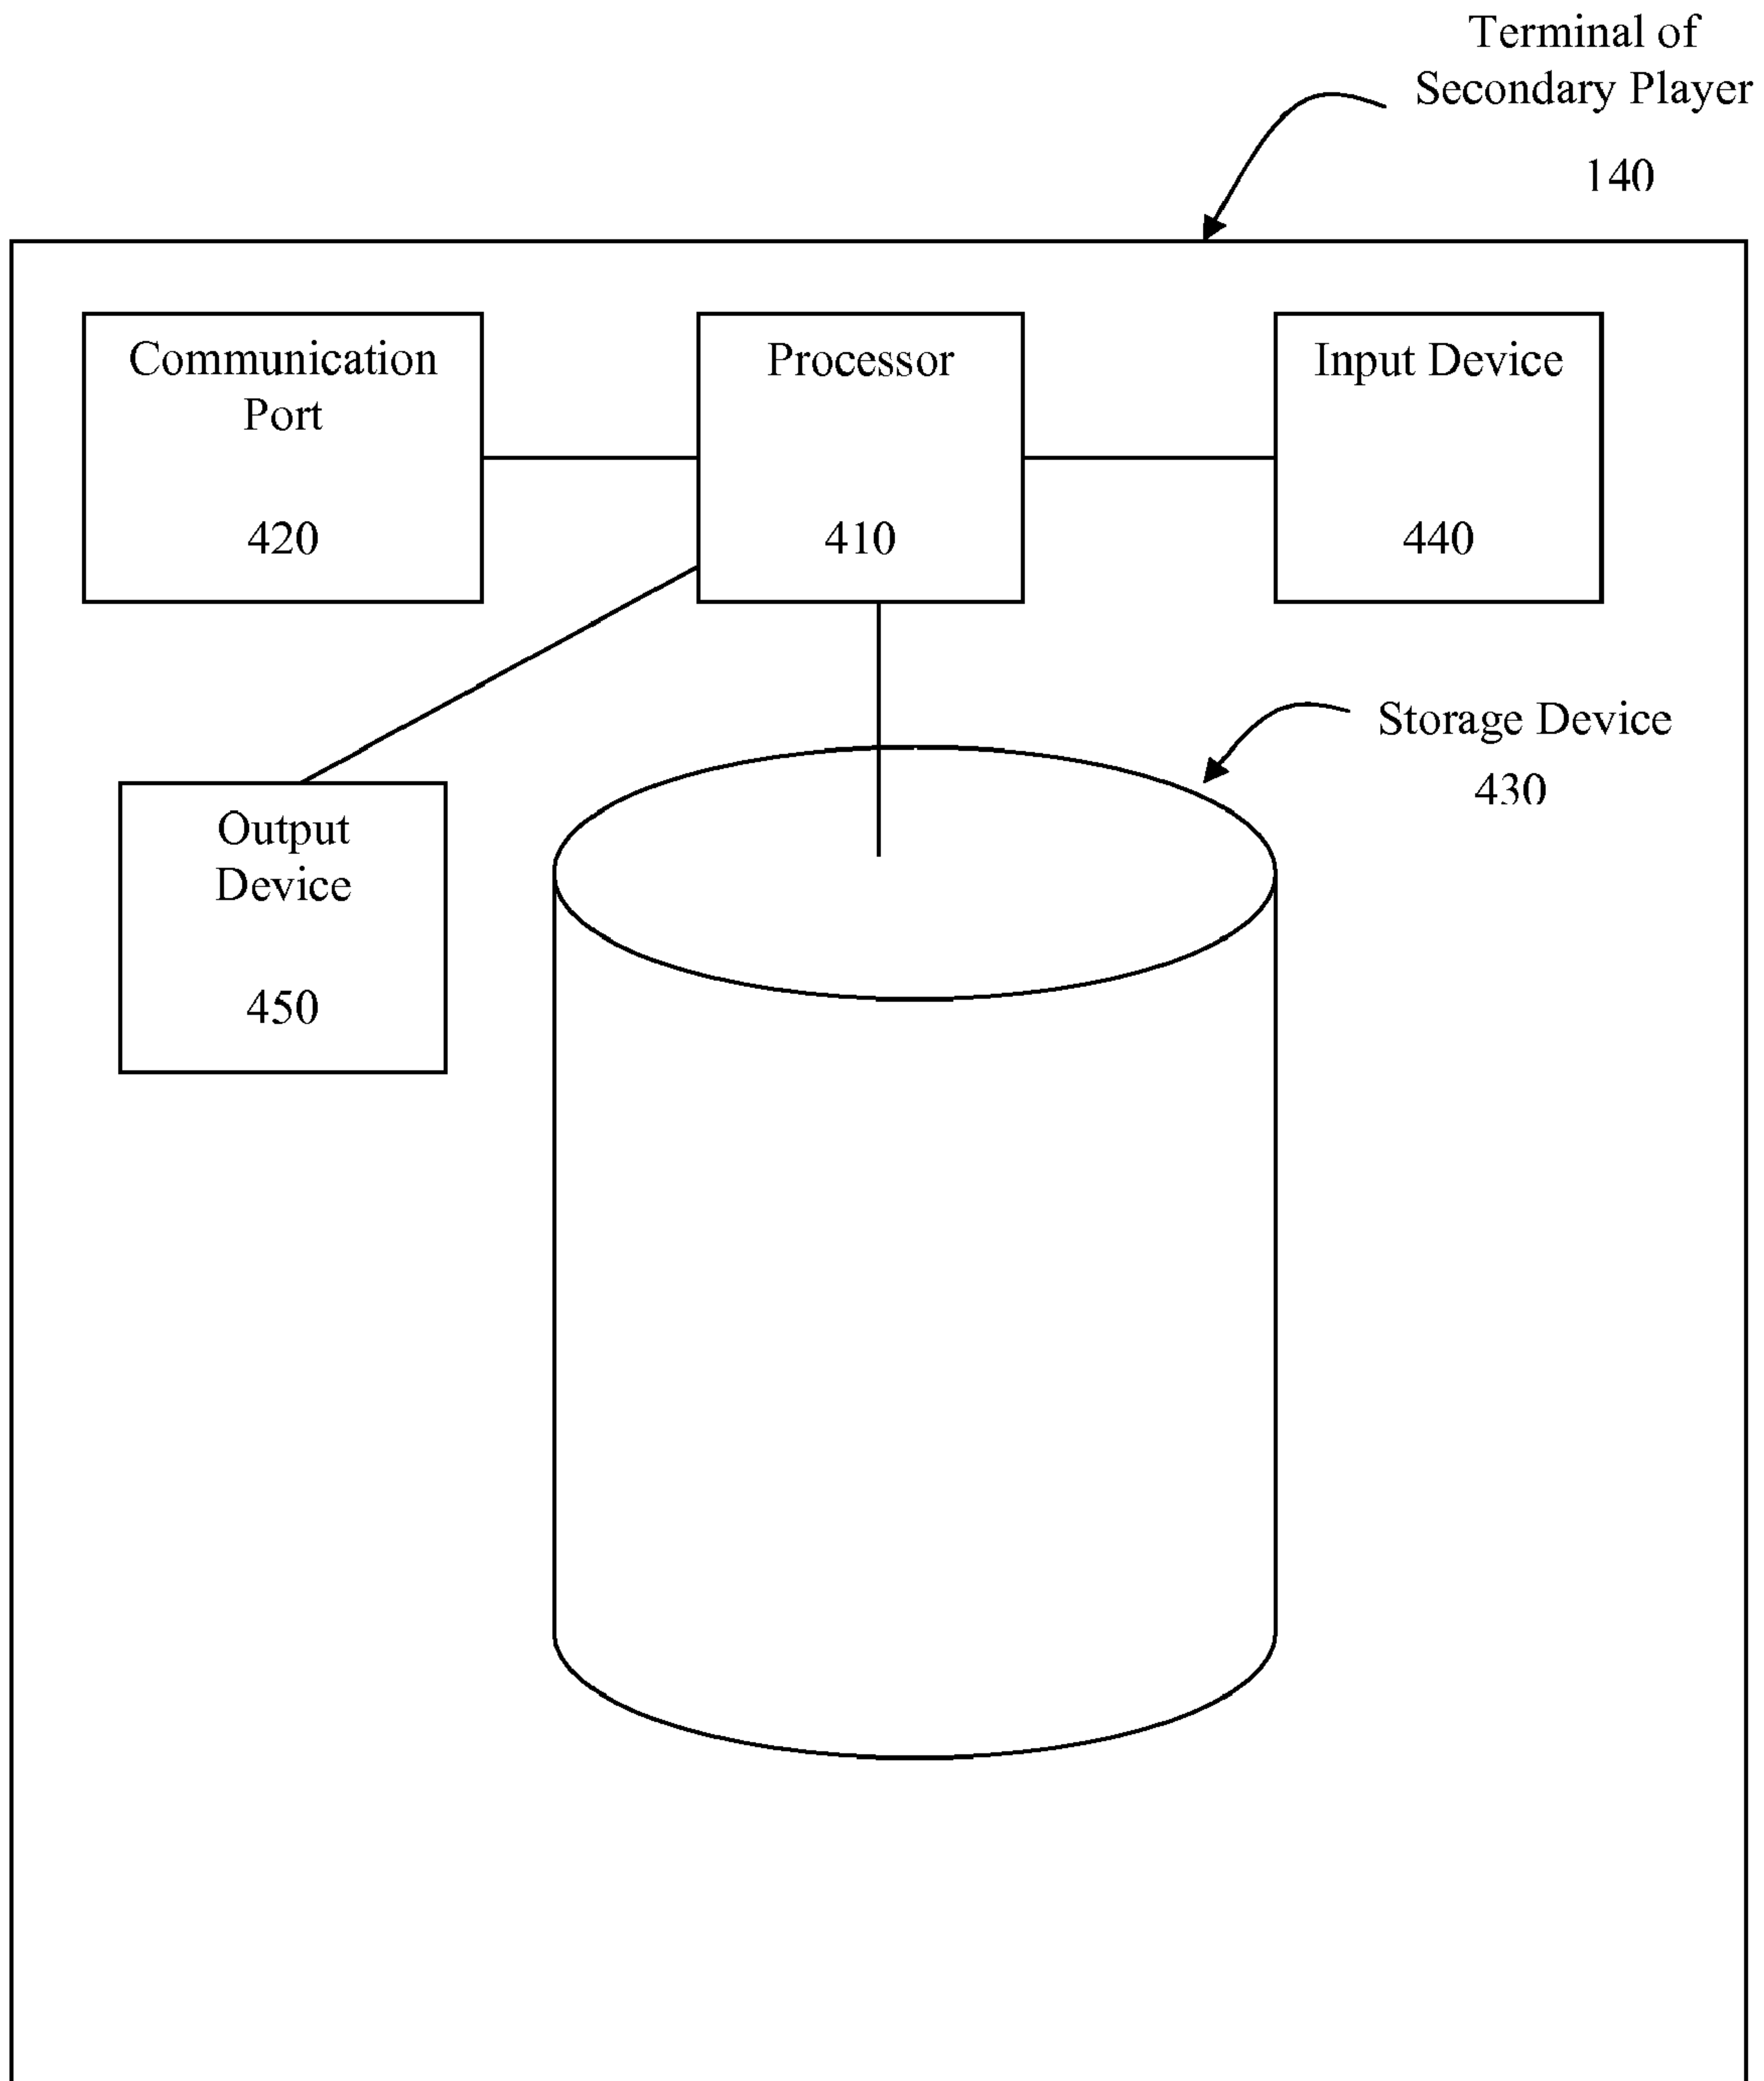 Terminal of
Secondary Player
140
Communication
Port
420
Processor
410
Input Device
440
Storage Device
430
Output
Device
450